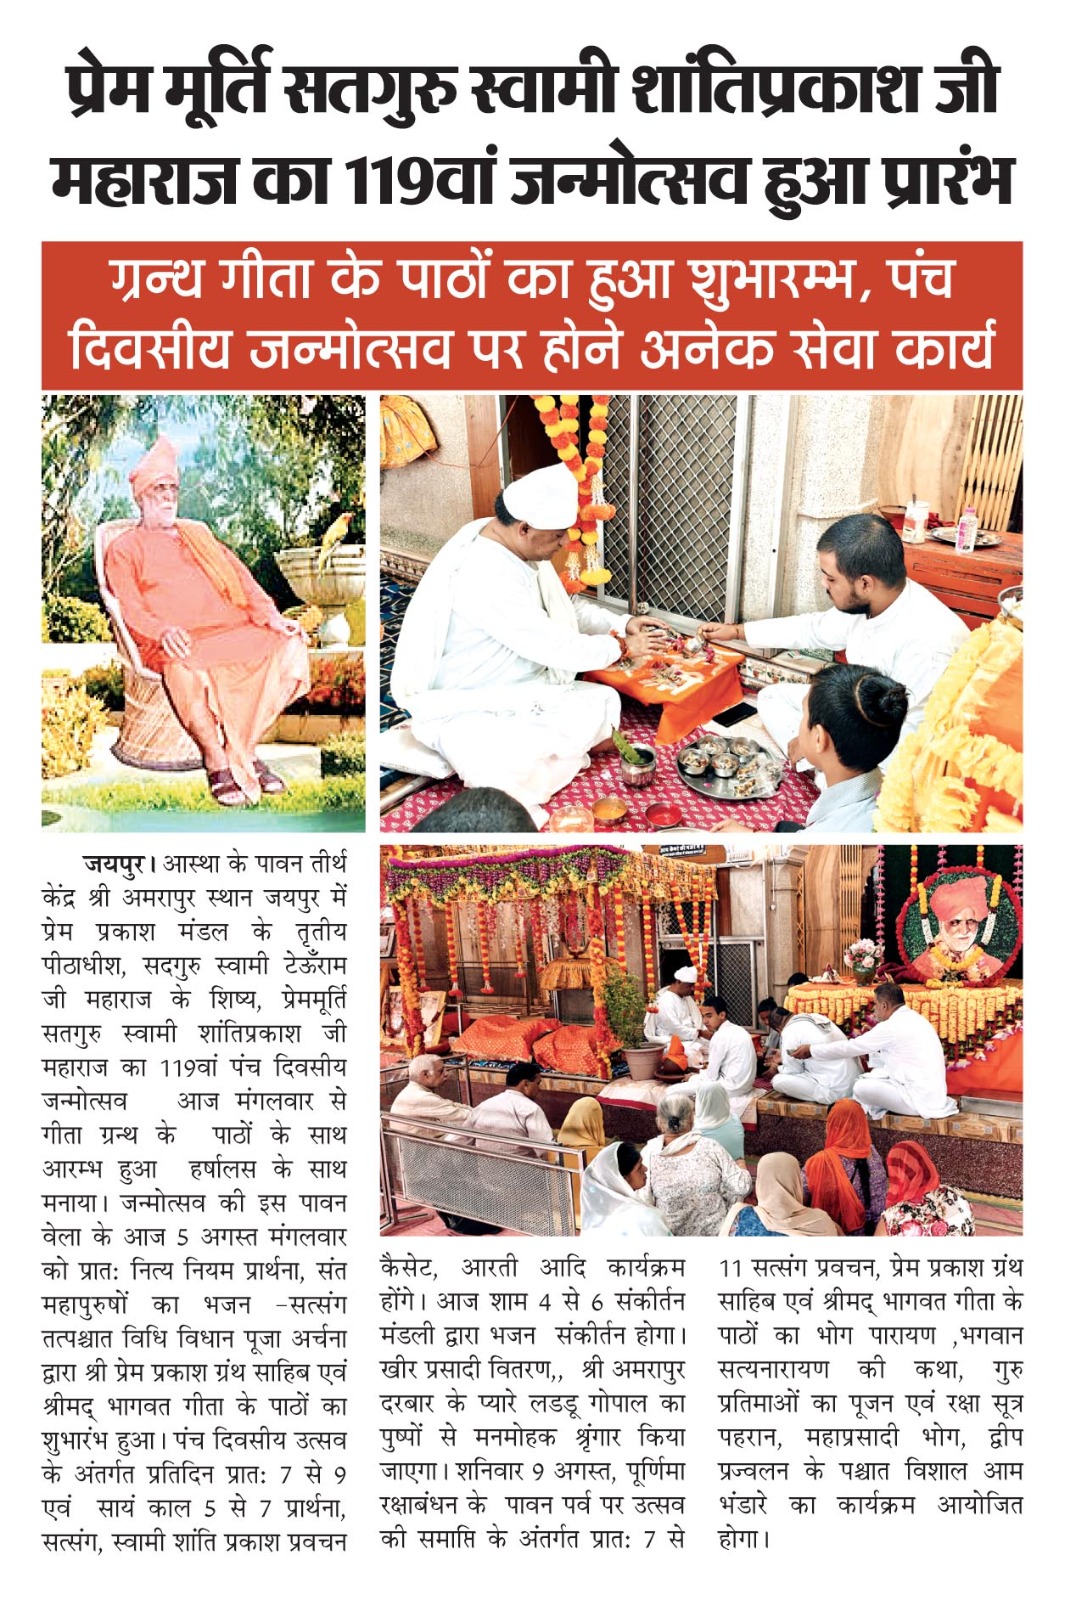 प्रेम मूर्ति सतगुरु स्वामी शांतिप्रकाश जी
महाराज का 119वां जन्मोत्सव हुआ प्रारंभ
ग्रन्थ गीता के पाठों का हुआ शुभारम्भ, पंच
दिवसीय जन्मोत्सव पर होने अनेक सेवा कार्य
जयपुर। आस्था के पावन तीर्थ
केंद्र श्री अमरापुर स्थान जयपुर में
प्रेम प्रकाश मंडल के तृतीय
पीठाधीश, सदगुरु स्वामी टेऊँराम
जी महाराज के शिष्य, प्रेममूर्ति
सतगुरु स्वामी शांतिप्रकाश जी
महाराज का 119वां पंच दिवसीय
जन्मोत्सव आज मंगलवार से
गीता ग्रन्थ के पाठों के साथ
आरम्भ हुआ हर्षालस के साथ
मनाया। जन्मोत्सव की इस पावन
वेला के आज 5 अगस्त मंगलवार
को प्रात: नित्य नियम प्रार्थना, संत
महापुरुषों का भजन -सत्संग
तत्पश्चात विधि विधान पूजा अर्चना
द्वारा श्री प्रेम प्रकाश ग्रंथ साहिब एवं
श्रीमद् भागवत गीता के पाठों का
शुभारंभ हुआ। पंच दिवसीय उत्सव
के अंतर्गत प्रतिदिन प्रात: 7 से 9
एवं सायं काल 5 से 7 प्रार्थना,
सत्संग, स्वामी शांति प्रकाश प्रवचन
कैसेट, आरती आदि कार्यक्रम
होंगे। आज शाम 4 से 6 संकीर्तन
मंडली द्वारा भजन संकीर्तन होगा।
खीर प्रसादी वितरण,, श्री अमरापुर
दरबार के प्यारे लडडू गोपाल का
पुष्पों से मनमोहक श्रृंगार किया
जाएगा। शनिवार 9 अगस्त, पूर्णिमा
रक्षाबंधन के पावन पर्व पर उत्सव
की समाप्ति के अंतर्गत प्रात: 7 से
11 सत्संग प्रवचन, प्रेम प्रकाश ग्रंथ
साहिब एवं श्रीमद् भागवत गीता के
पाठों का भोग पारायण ,भगवान
सत्यनारायण की कथा, गुरु
प्रतिमाओं का पूजन एवं रक्षा सूत्र
पहरान, महाप्रसादी भोग, द्वीप
प्रज्वलन के पश्चात विशाल आम
भंडारे का कार्यक्रम आयोजित
होगा।